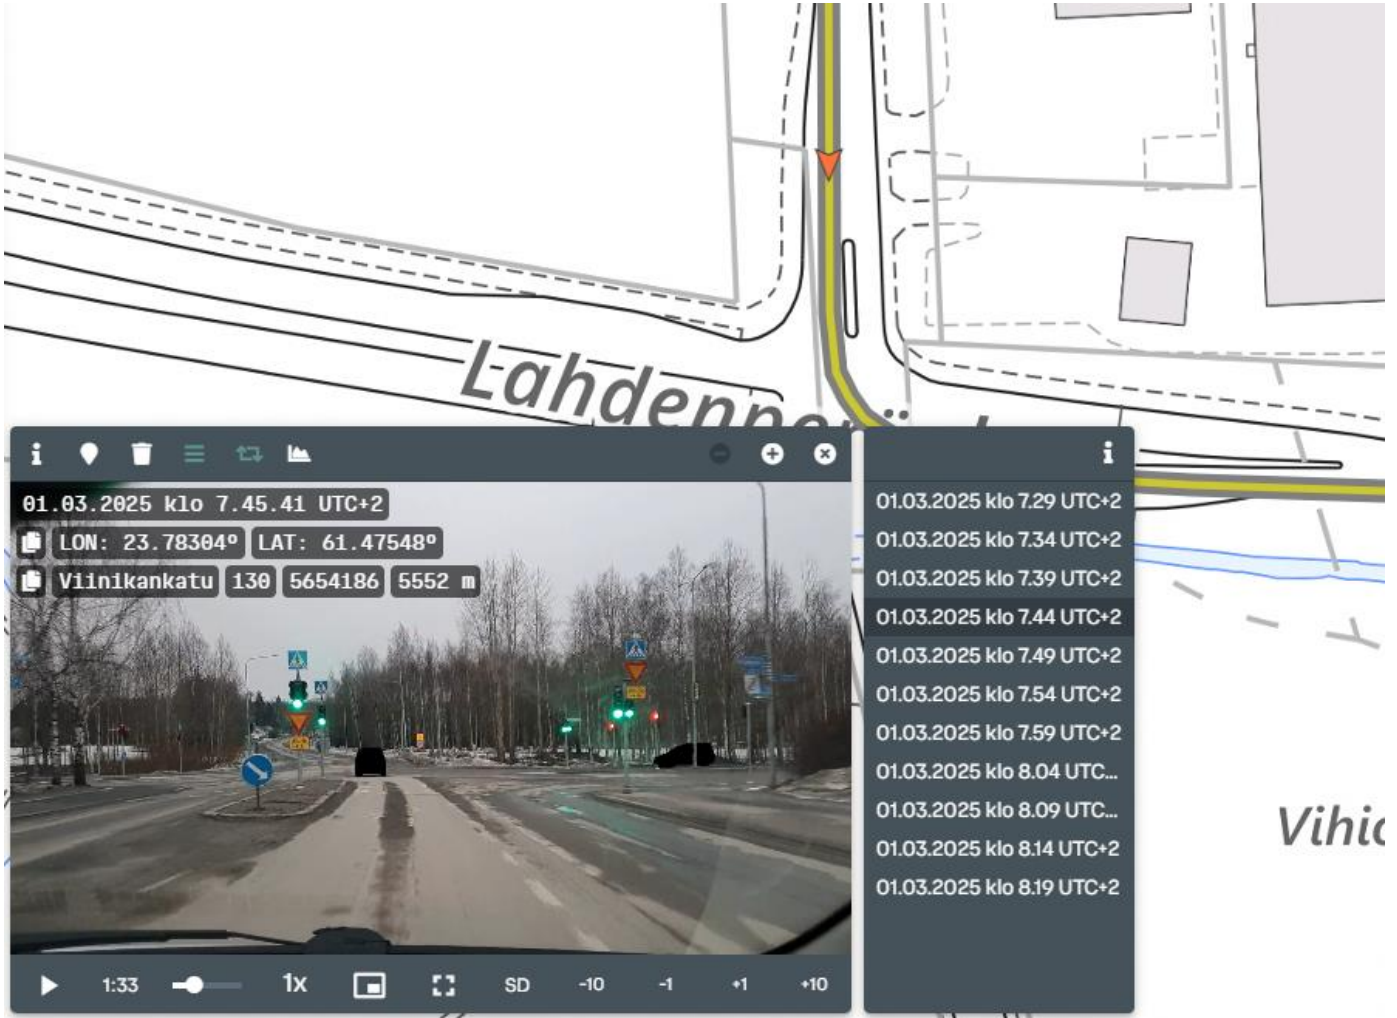 Lahdenperänk
01.03.2025 klo 7.45.41 UTC+2
LON: 23.78304° LAT: 61.47548°
Viinikankatu 130 5654186 5552 m
1:33 1x SD -10 -1 +1 +10
01.03.2025 klo 7.29 UTC+2
01.03.2025 klo 7.34 UTC+2
01.03.2025 klo 7.39 UTC+2
01.03.2025 klo 7.44 UTC+2
01.03.2025 klo 7.49 UTC+2
01.03.2025 klo 7.54 UTC+2
01.03.2025 klo 7.59 UTC+2
01.03.2025 klo 8.04 UTC...
01.03.2025 klo 8.09 UTC...
01.03.2025 klo 8.14 UTC+2
01.03.2025 klo 8.19 UTC+2
Vihio